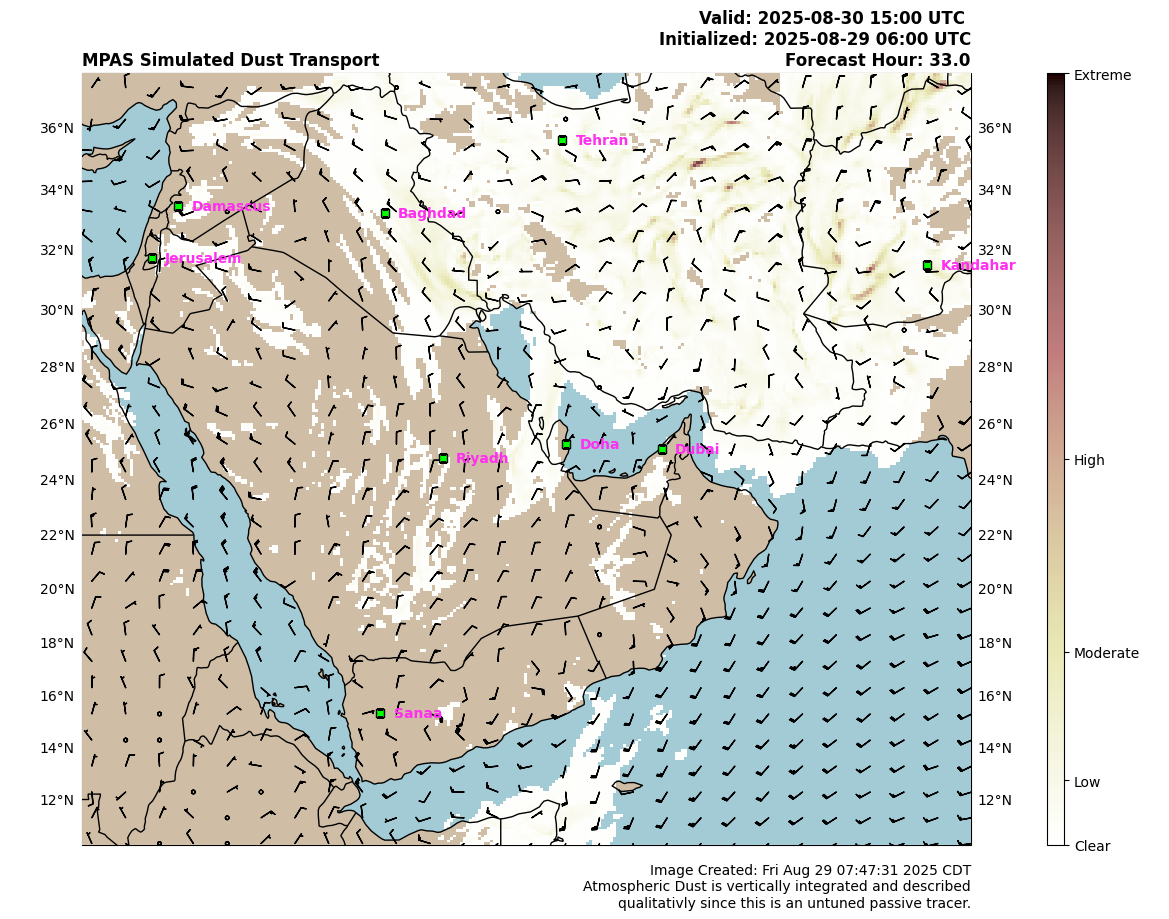 Valid: 2025-08-30 15:00 UTC
Initialized: 2025-08-29 06:00 UTC
MPAS Simulated Dust Transport
Forecast Hour: 33.0
Extreme
High
Moderate
Low
Clear
36°N
34°N
32°N
30°N
28°N
26°N
24°N
22°N
20°N
18°N
16°N
14°N
12°N
36°N
34°N
32°N
30°N
28°N
26°N
24°N
22°N
20°N
18°N
16°N
14°N
12°N
Tehran
Damascus
Baghdad
Jerusalem
Kandahar
Doha
Dubai
Riyadh
Sanaa
Image Created: Fri Aug 29 07:47:31 2025 CDT
Atmospheric Dust is vertically integrated and described
qualitativly since this is an untuned passive tracer.